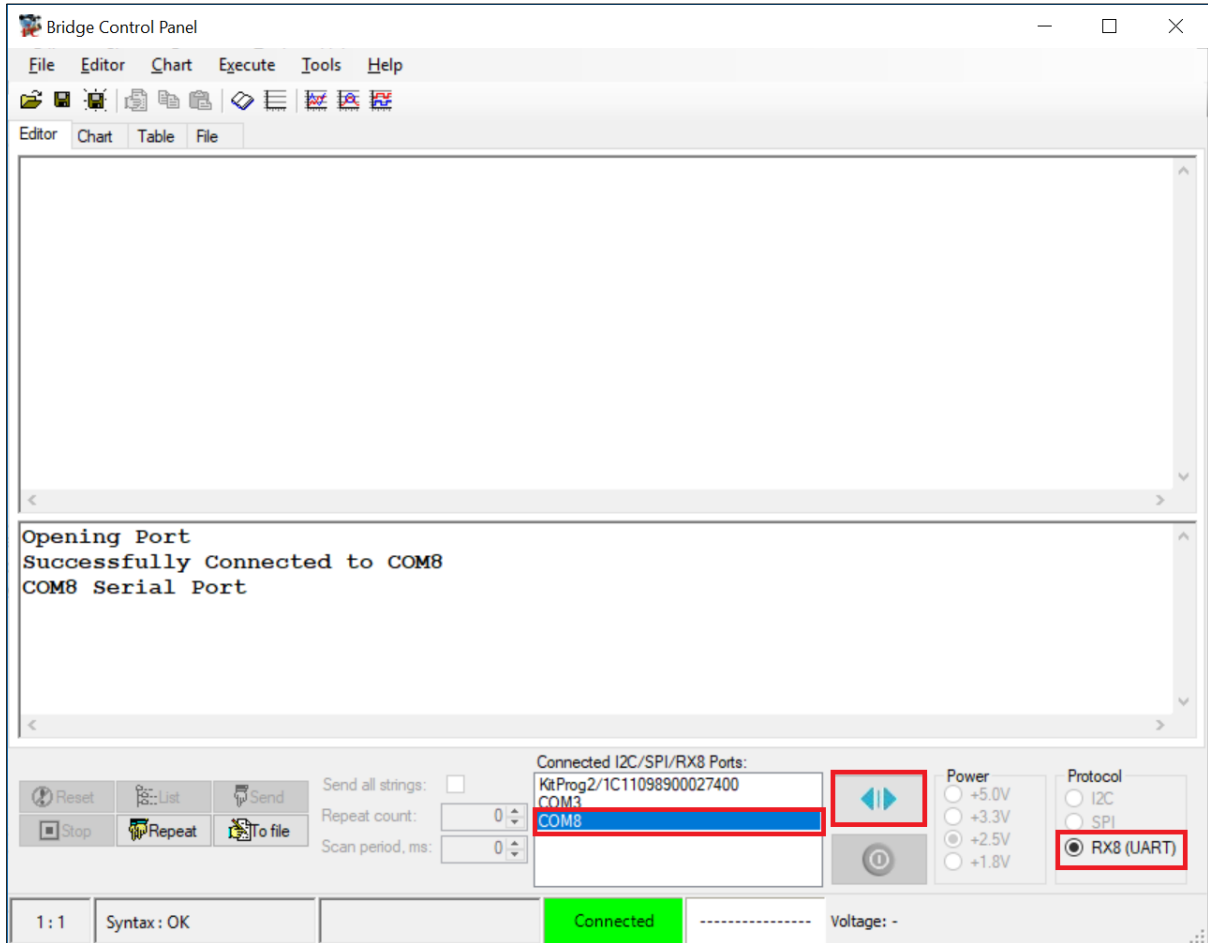 Bridge Control Panel
File Editor Chart Execute Tools Help
Editor Chart Table File
Opening Port
Successfully Connected to COM8
COM8 Serial Port
Connected I2C/SPI/RX8 Ports:
KitProg2/1C11098900027400
COM3
COM8
Reset List Send
Stop Repeat To file
Send all strings:
Repeat count: 0
Scan period, ms: 0
Power
+5.0V
+3.3V
+2.5V
+1.8V
Protocol
I2C
SPI
RX8 (UART)
1 : 1 Syntax : OK Connected ---------------- Voltage: -